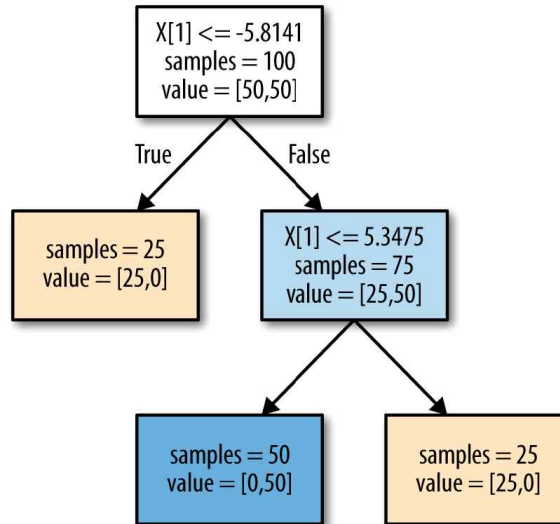 X[1] <= -5.8141
samples = 100
value = [50,50]
True
False
samples = 25
value = [25,0]
X[1] <= 5.3475
samples = 75
value = [25,50]
samples = 50
value = [0,50]
samples = 25
value = [25,0]